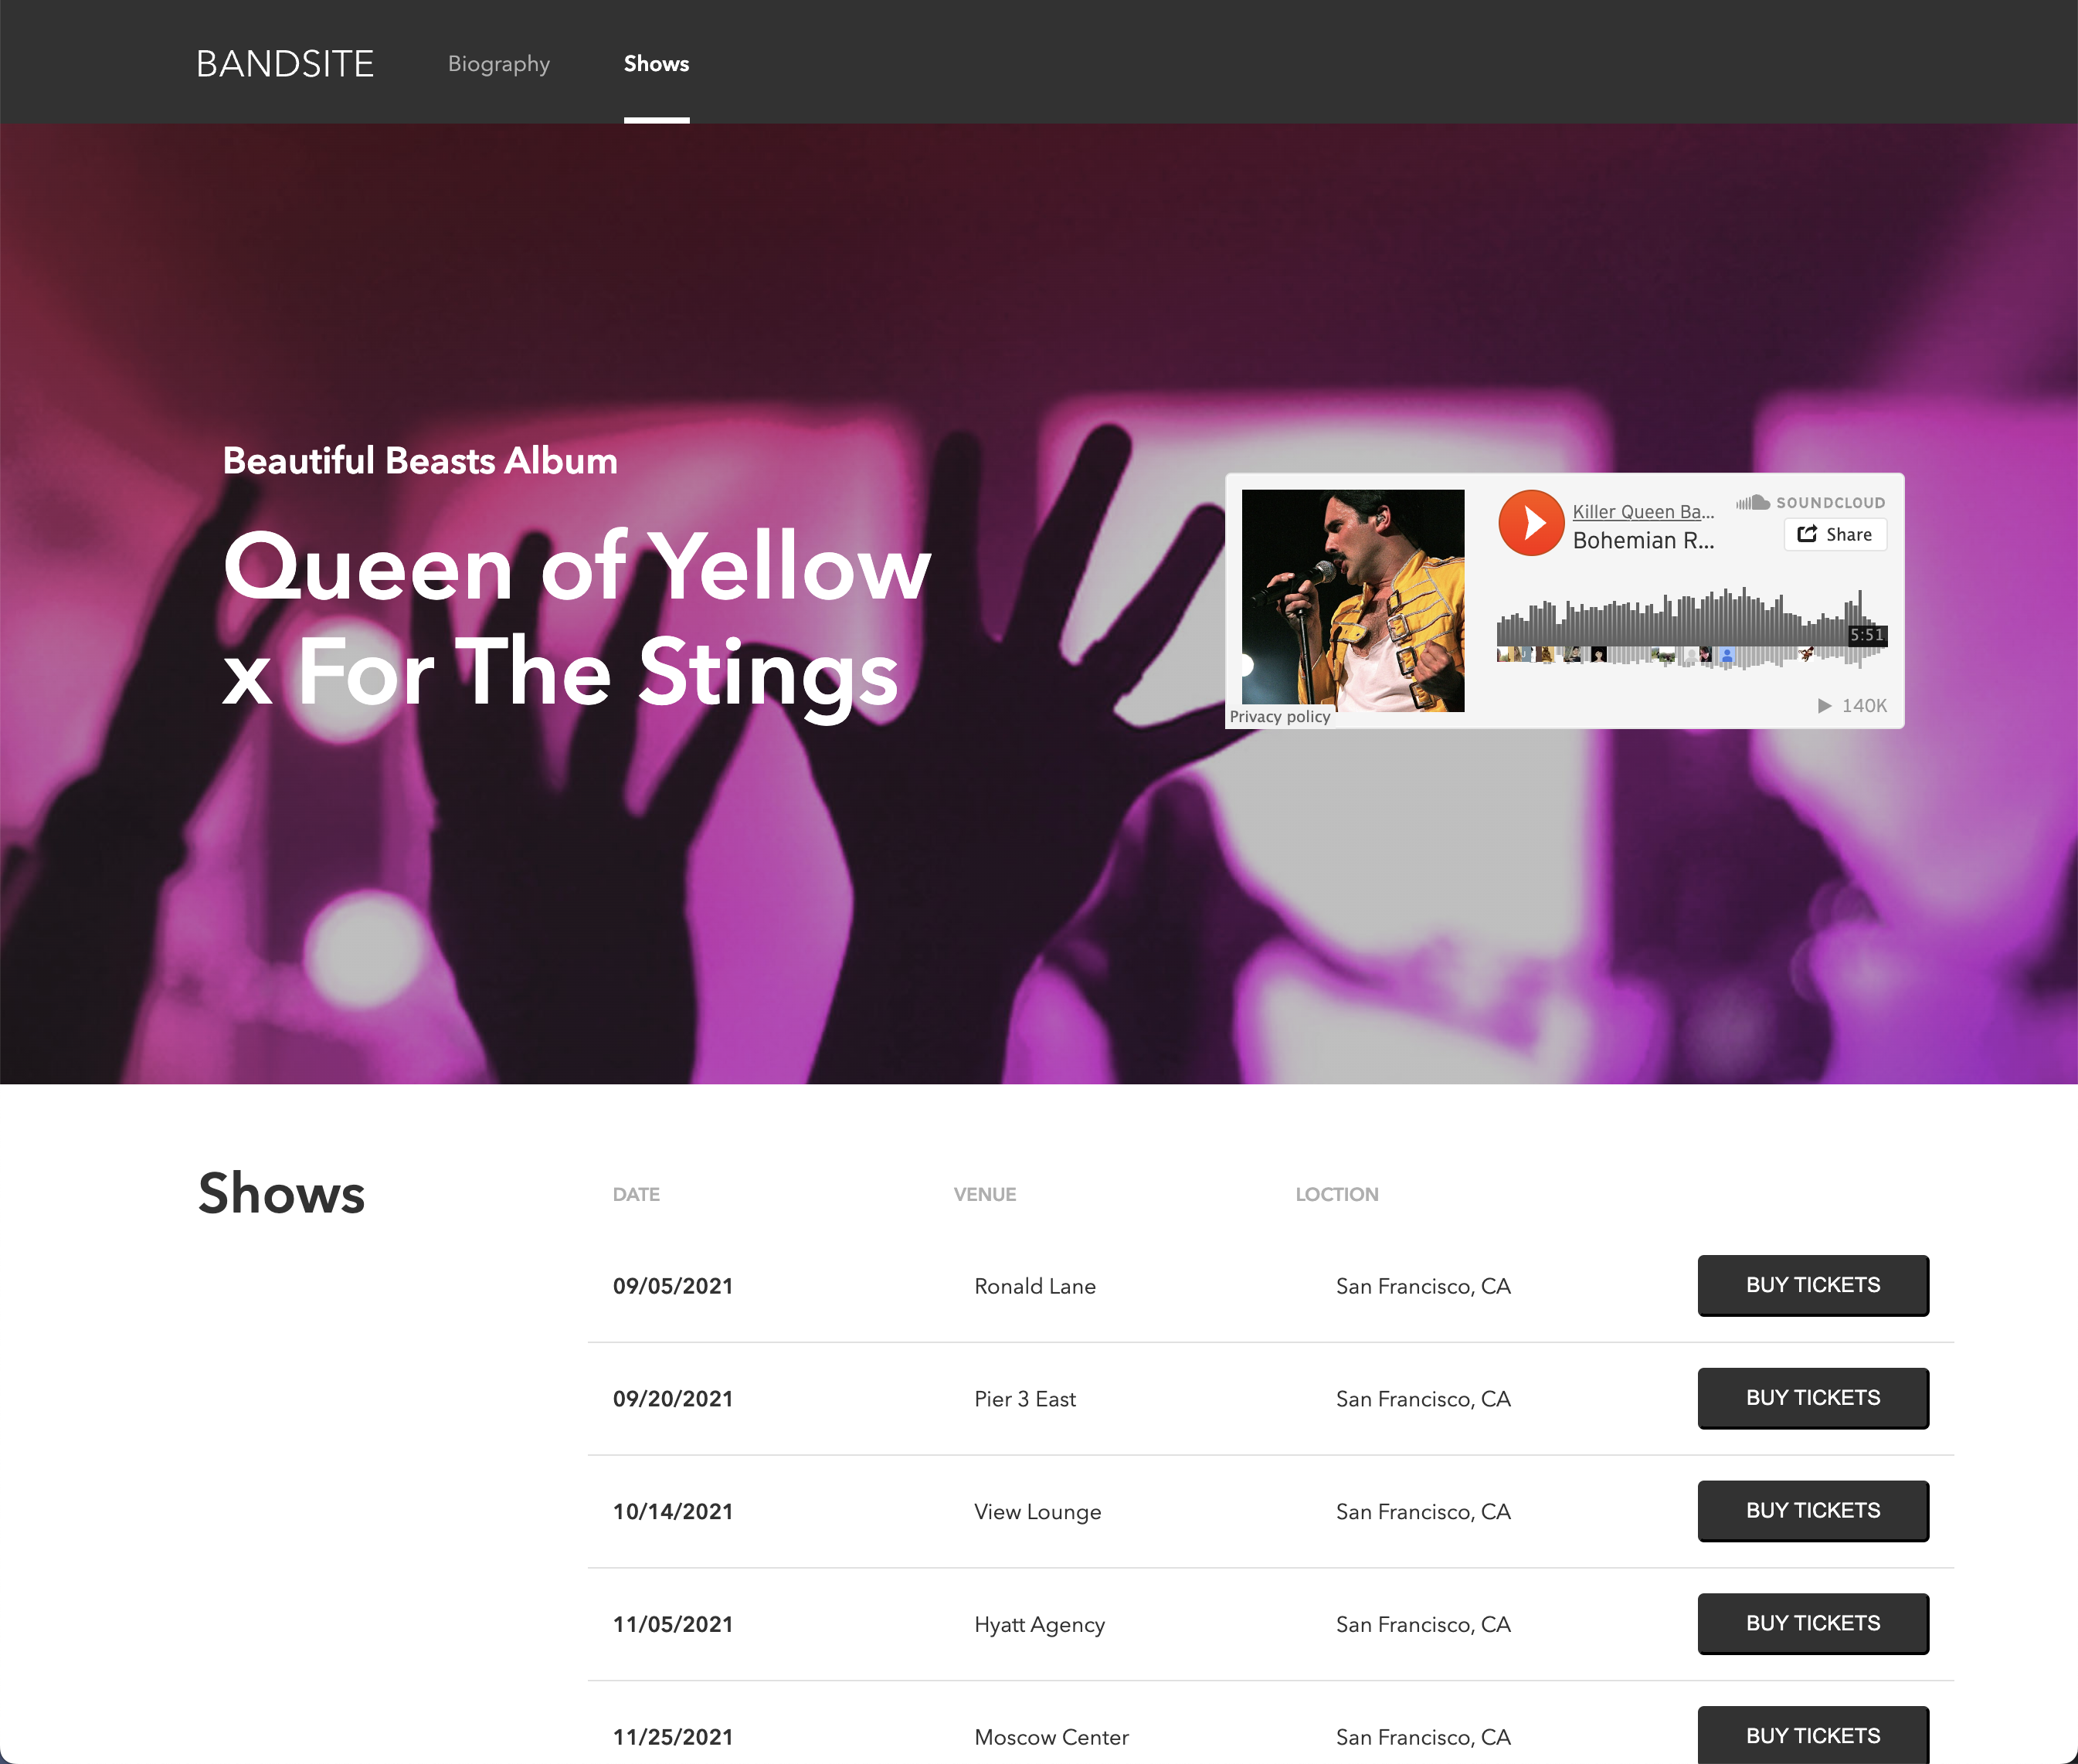 BANDSITE Biography Shows
Beautiful Beasts Album
Queen of Yellow
x For The Stings
SOUNDCLOUD
Killer Queen Ba...
Share
Bohemian R...
5:51
Privacy policy
140K
Shows
DATE VENUE LOCTION
09/05/2021 Ronald Lane San Francisco, CA BUY TICKETS
09/20/2021 Pier 3 East San Francisco, CA BUY TICKETS
10/14/2021 View Lounge San Francisco, CA BUY TICKETS
11/05/2021 Hyatt Agency San Francisco, CA BUY TICKETS
11/25/2021 Moscow Center San Francisco, CA BUY TICKETS